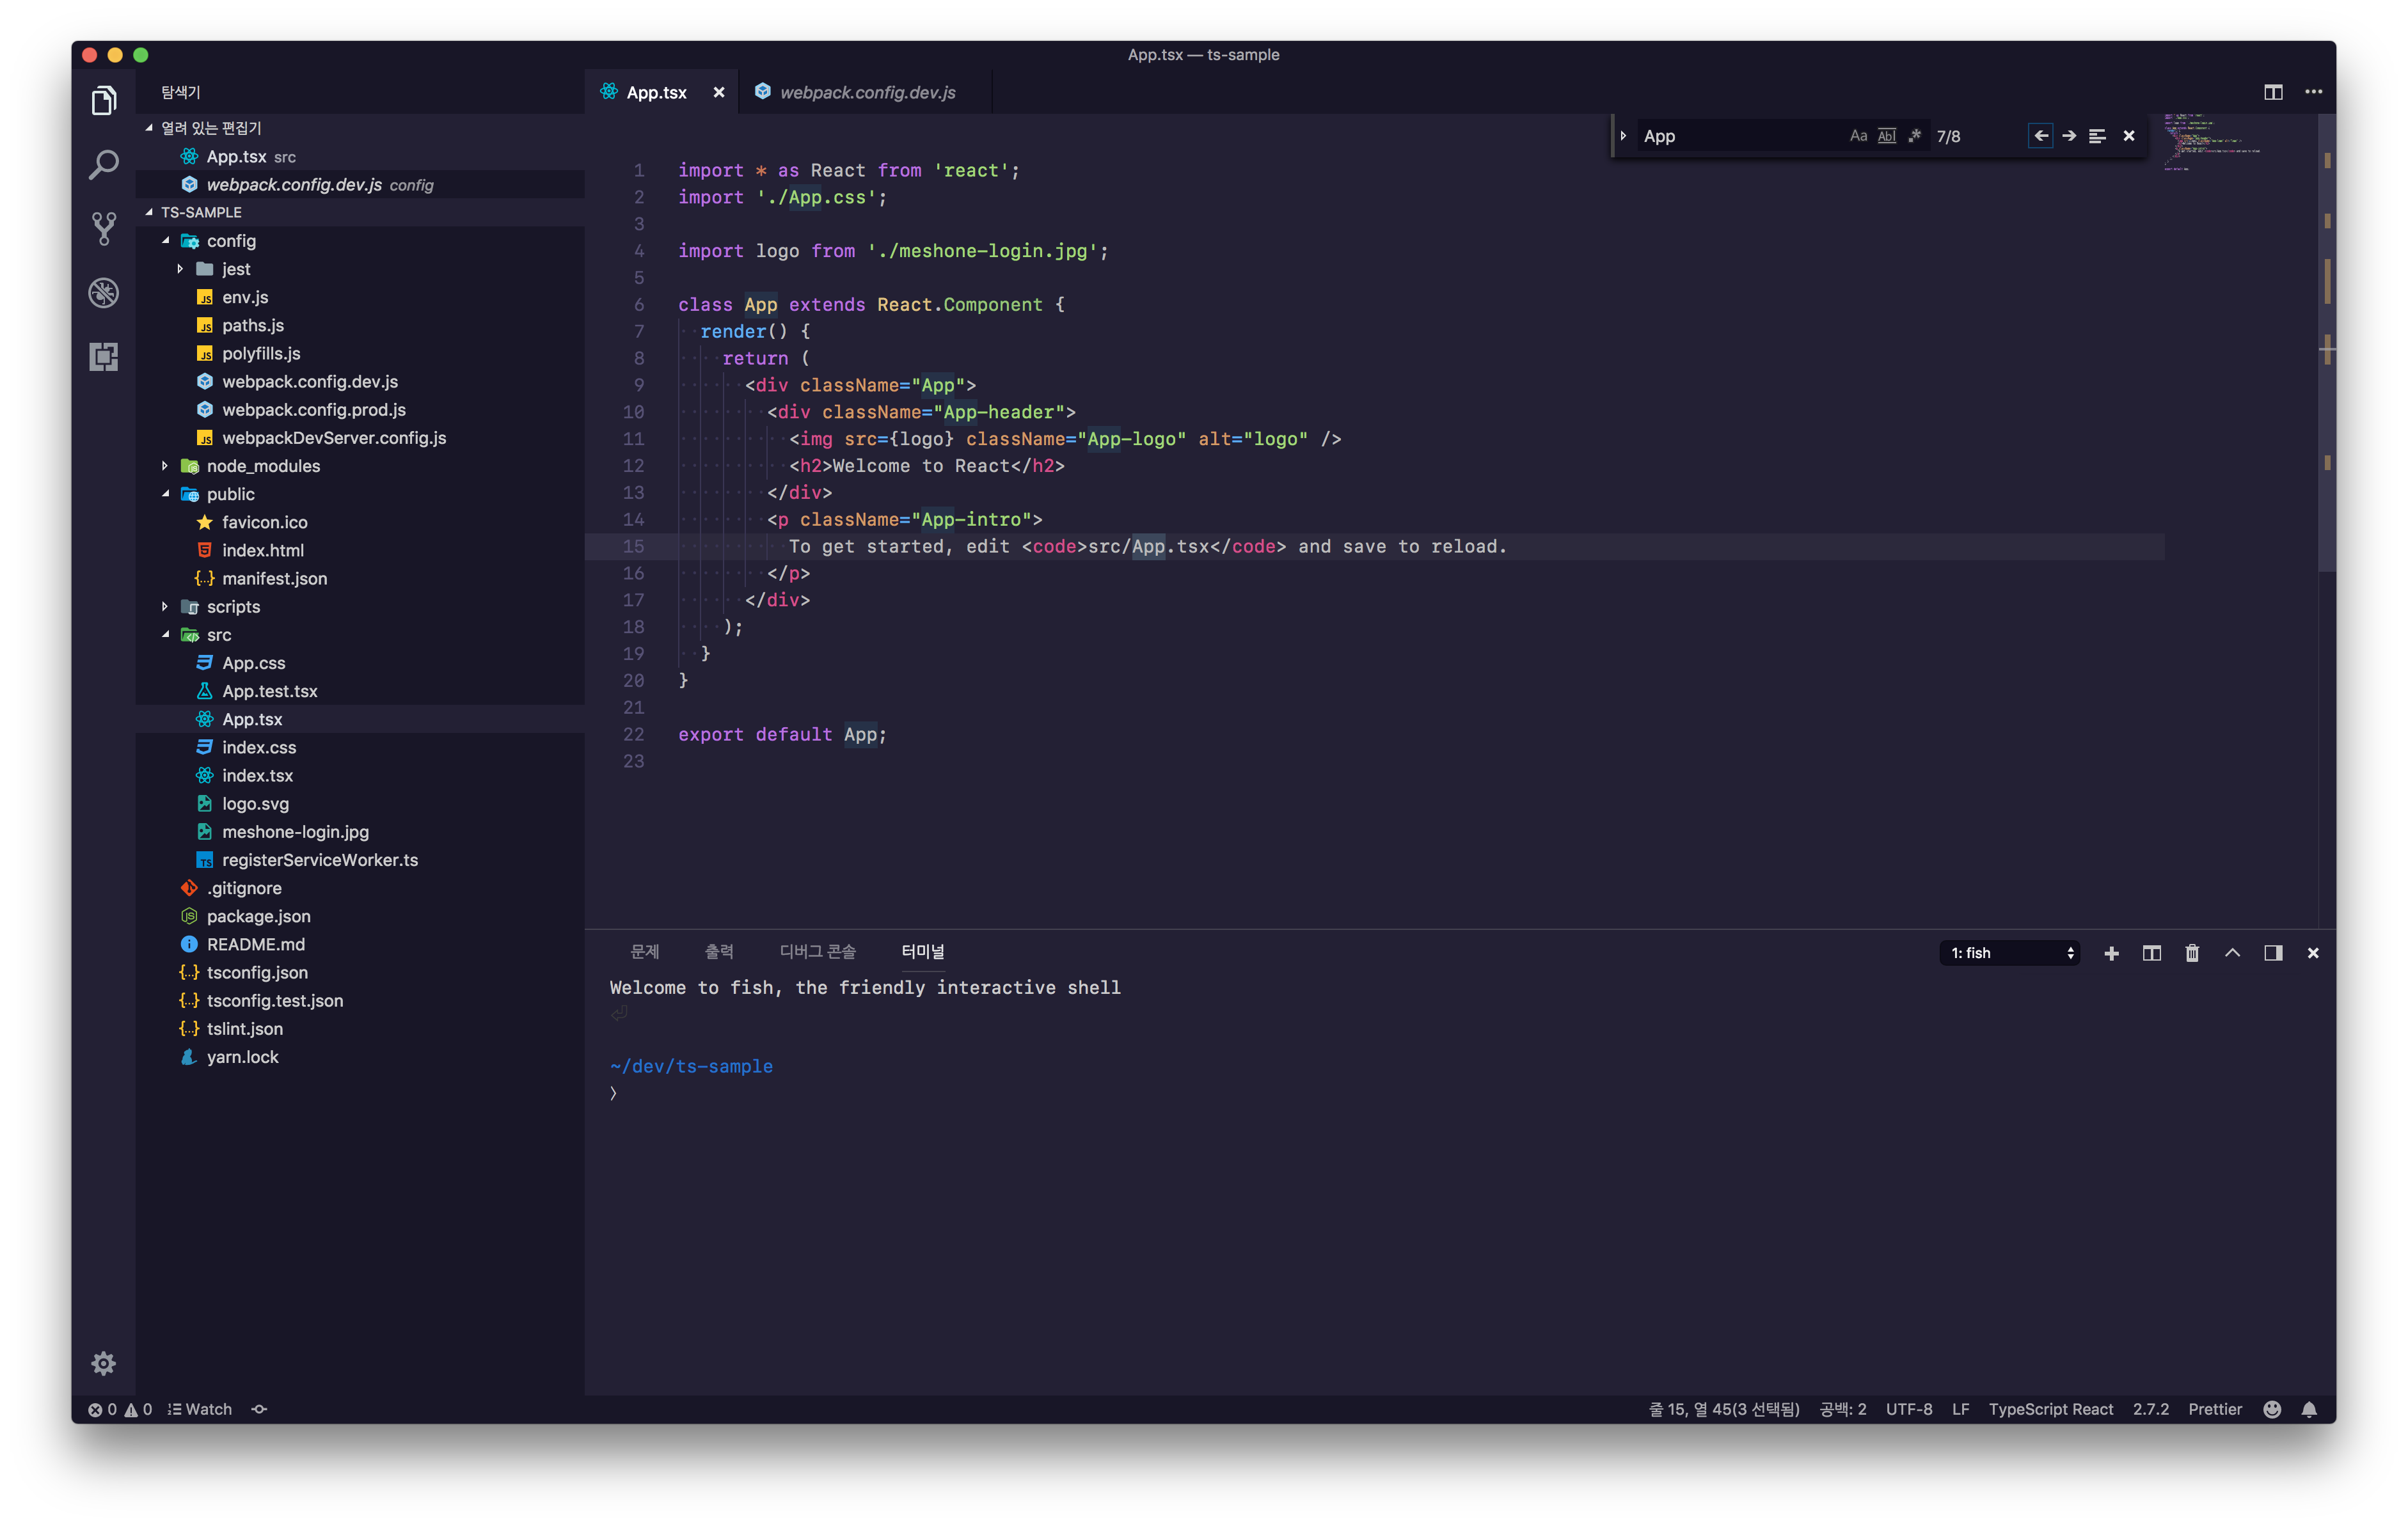 App.tsx — ts-sample
탐색기
열려 있는 편집기
App.tsx src
webpack.config.dev.js config
TS-SAMPLE
config
jest
env.js
paths.js
polyfills.js
webpack.config.dev.js
webpack.config.prod.js
webpackDevServer.config.js
node_modules
public
favicon.ico
index.html
manifest.json
scripts
src
App.css
App.test.tsx
App.tsx
index.css
index.tsx
logo.svg
meshone-login.jpg
registerServiceWorker.ts
.gitignore
package.json
README.md
tsconfig.json
tsconfig.test.json
tslint.json
yarn.lock
App.tsx webpack.config.dev.js
App Aa Abl .* 7/8
1 import * as React from 'react';
2 import './App.css';
3
4 import logo from './meshone-login.jpg';
5
6 class App extends React.Component {
7 render() {
8 return (
9 <div className="App">
10 <div className="App-header">
11 <img src={logo} className="App-logo" alt="logo" />
12 <h2>Welcome to React</h2>
13 </div>
14 <p className="App-intro">
15 To get started, edit <code>src/App.tsx</code> and save to reload.
16 </p>
17 </div>
18 );
19 }
20 }
21
22 export default App;
23
문제 출력 디버그 콘솔 터미널 1: fish
Welcome to fish, the friendly interactive shell
⏎
~/dev/ts-sample
❯
0 0 Watch 줄 15, 열 45(3 선택됨) 공백: 2 UTF-8 LF TypeScript React 2.7.2 Prettier